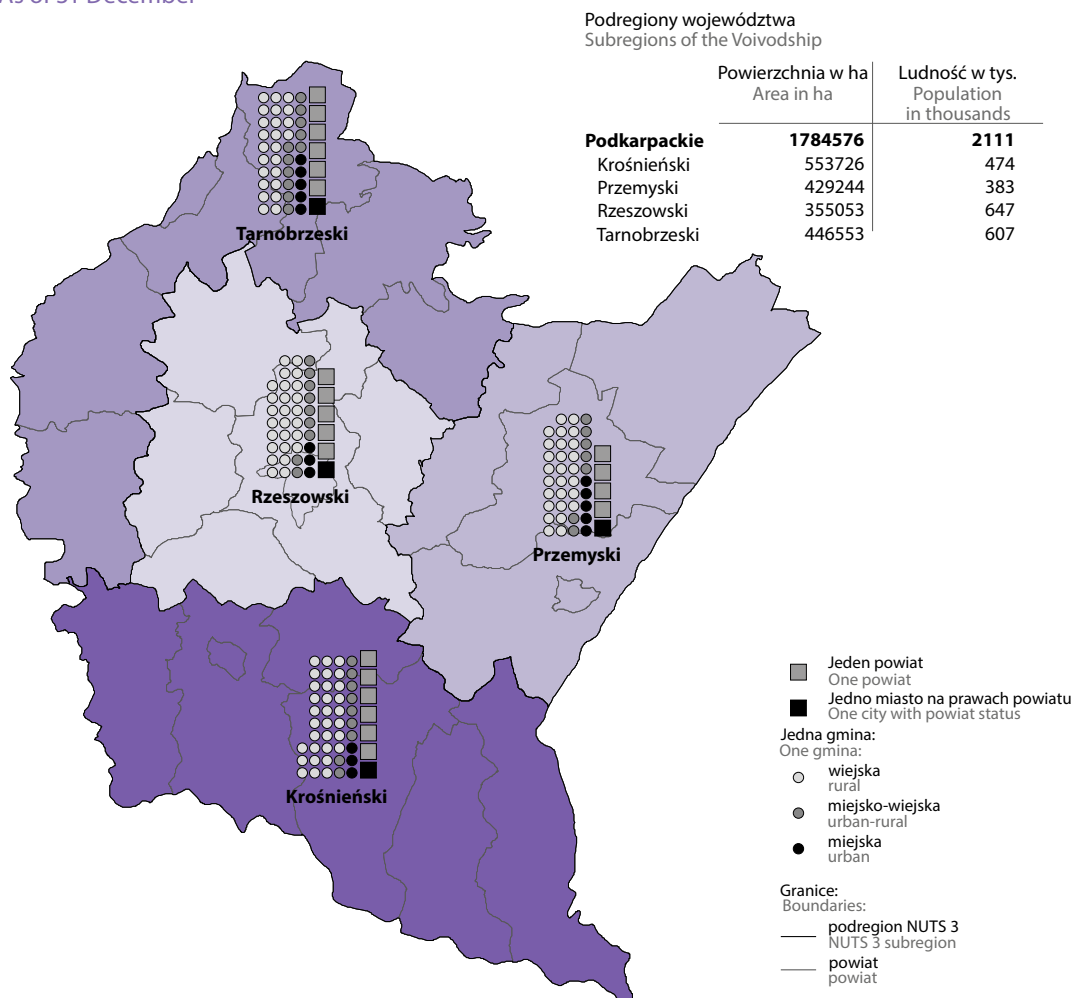 As of 31 December
Podregiony województwa
Subregions of the Voivodship
Powierzchnia w ha Ludność w tys.
Area in ha Population
in thousands
Podkarpackie 1784576 2111
Krośnieński 553726 474
Przemyski 429244 383
Rzeszowski 355053 647
Tarnobrzeski 446553 607
Tarnobrzeski
Rzeszowski
Przemyski
Krośnieński
Jeden powiat
One powiat
Jedno miasto na prawach powiatu
One city with powiat status
Jedna gmina:
One gmina:
wiejska
rural
miejsko-wiejska
urban-rural
miejska
urban
Granice:
Boundaries:
podregion NUTS 3
NUTS 3 subregion
powiat
powiat